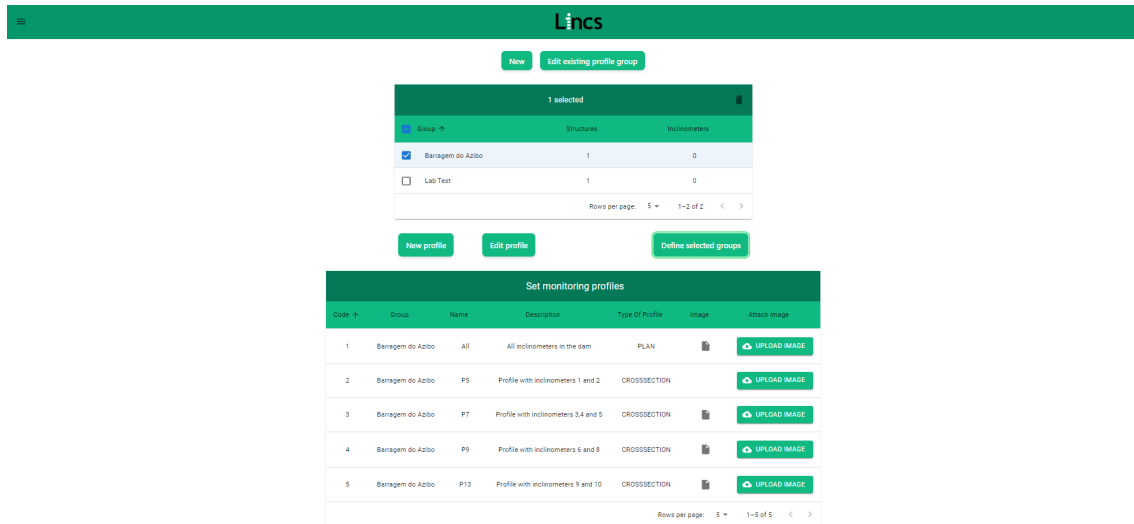 Lincs
New Edit existing profile group
1 selected
Group ↑ Structures Inclinometers
Barragem do Azibo 1 0
Lab Test 1 0
Rows per page: 5 1–2 of 2 < >
New profile Edit profile Define selected groups
Set monitoring profiles
Code ↑ Group Name Description Type Of Profile Image Attach image
1 Barragem do Azibo All All inclinometers in the dam PLAN UPLOAD IMAGE
2 Barragem do Azibo P5 Profile with inclinometers 1 and 2 CROSSSECTION UPLOAD IMAGE
3 Barragem do Azibo P7 Profile with inclinometers 3,4 and 5 CROSSSECTION UPLOAD IMAGE
4 Barragem do Azibo P9 Profile with inclinometers 6 and 8 CROSSSECTION UPLOAD IMAGE
5 Barragem do Azibo P13 Profile with inclinometers 9 and 10 CROSSSECTION UPLOAD IMAGE
Rows per page: 5 1–5 of 5 < >